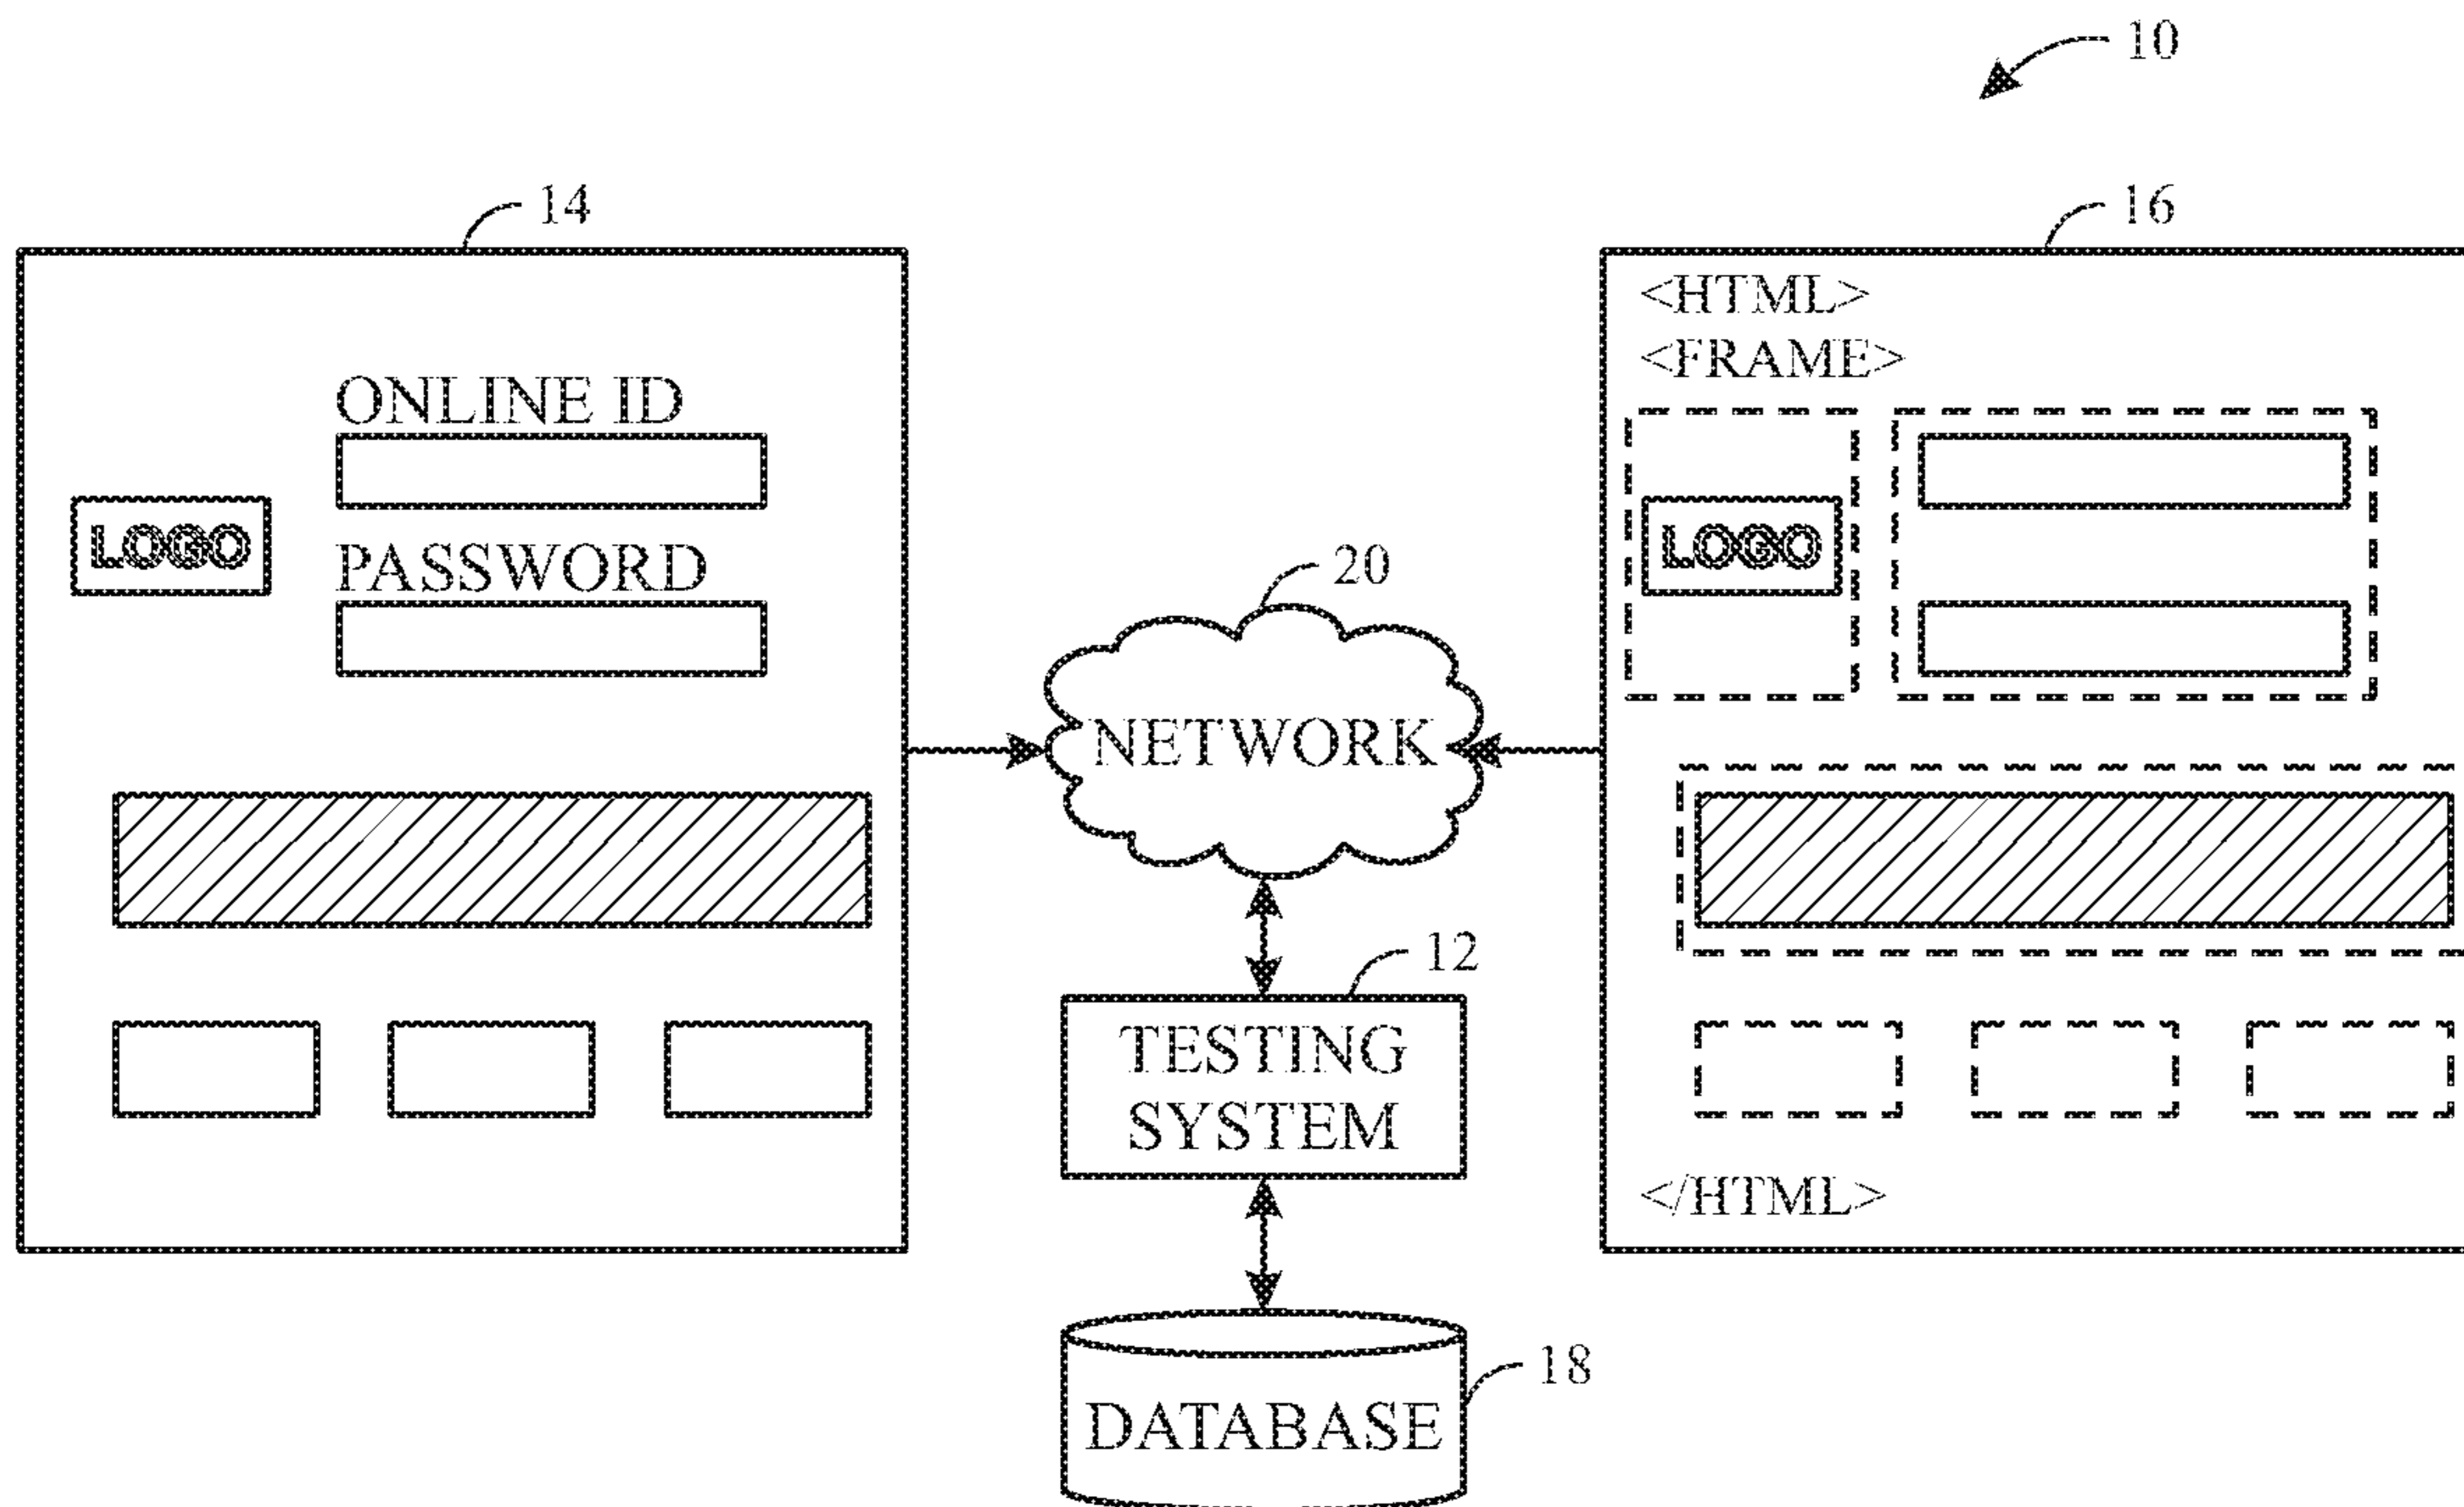 10
14
ONLINE ID
LOGO
PASSWORD
16
<HTML>
<FRAME>
LOGO
</HTML>
20
NETWORK
12
TESTING
SYSTEM
18
DATABASE